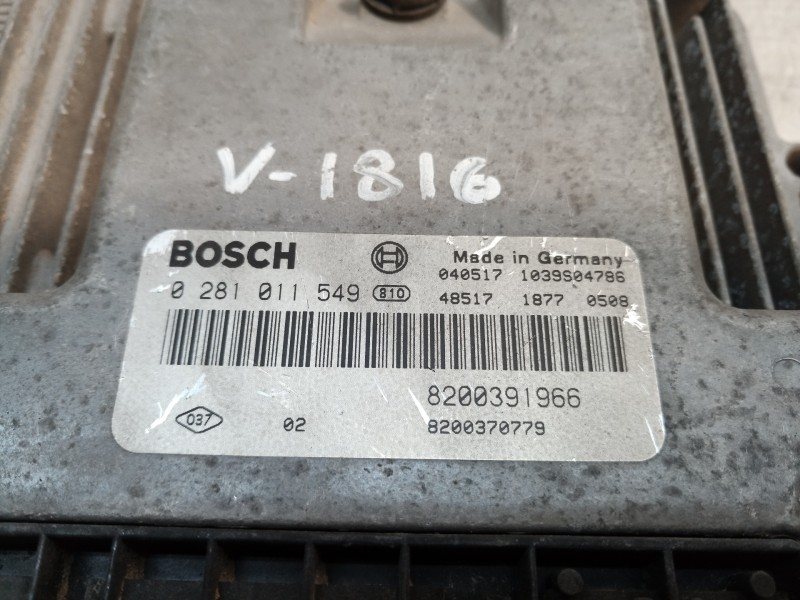 V-1816
BOSCH Made in Germany
040517 1039S04786
0 281 011 549 810 48517 1877 0508
8200391966
037 02 8200370779